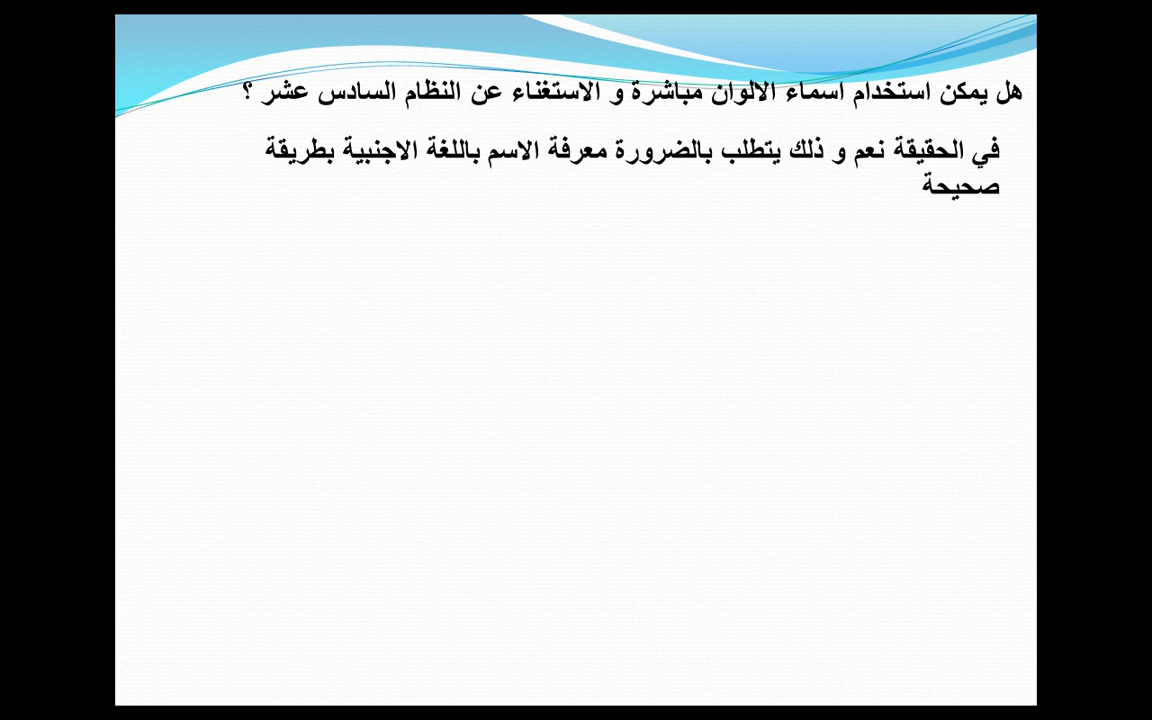 هل يمكن استخدام اسماء الالوان مباشرة و الاستغناء عن النظام السادس عشر ؟
في الحقيقة نعم و ذلك يتطلب بالضرورة معرفة الاسم باللغة الاجنبية بطريقة
صحيحة